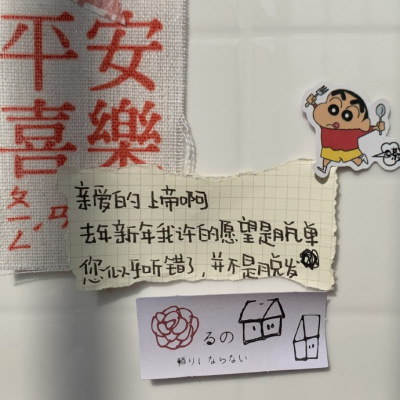 平安
喜樂
亲爱的上帝啊
去年新年我许的愿望是脱单
您似乎听错了,并不是脱发
るの
頼りにならない